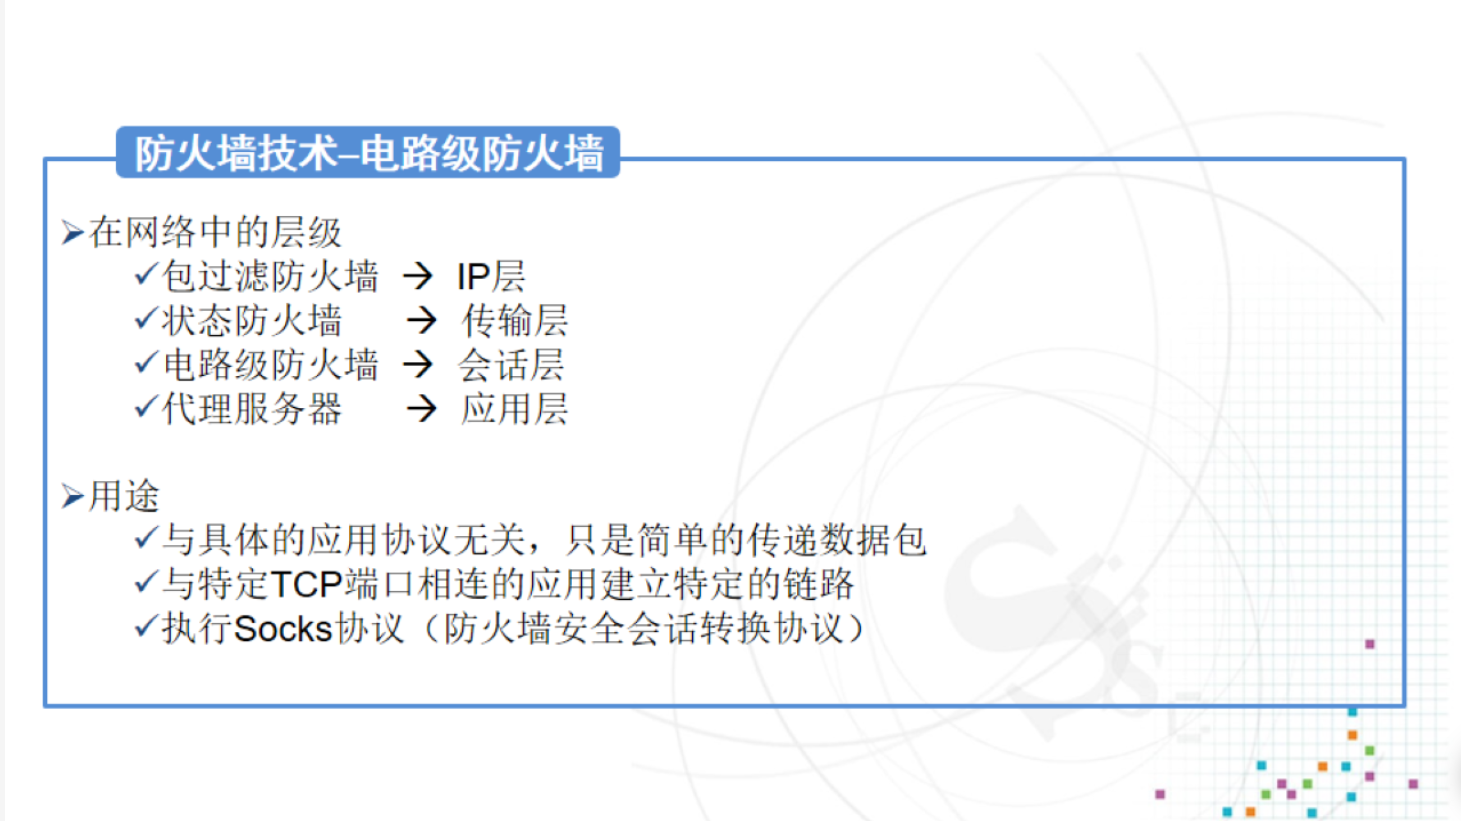 防火墙技术–电路级防火墙
➢在网络中的层级
✓包过滤防火墙 → IP层
✓状态防火墙 → 传输层
✓电路级防火墙 → 会话层
✓代理服务器 → 应用层
➢用途
✓与具体的应用协议无关，只是简单的传递数据包
✓与特定TCP端口相连的应用建立特定的链路
✓执行Socks协议（防火墙安全会话转换协议）